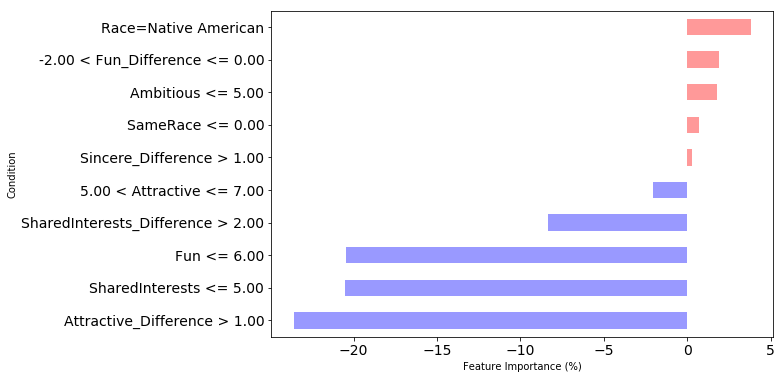 Race=Native American
-2.00 < Fun_Difference <= 0.00
Ambitious <= 5.00
SameRace <= 0.00
Sincere_Difference > 1.00
5.00 < Attractive <= 7.00
SharedInterests_Difference > 2.00
Fun <= 6.00
SharedInterests <= 5.00
Attractive_Difference > 1.00
Condition
−20 −15 −10 −5 0 5
Feature Importance (%)